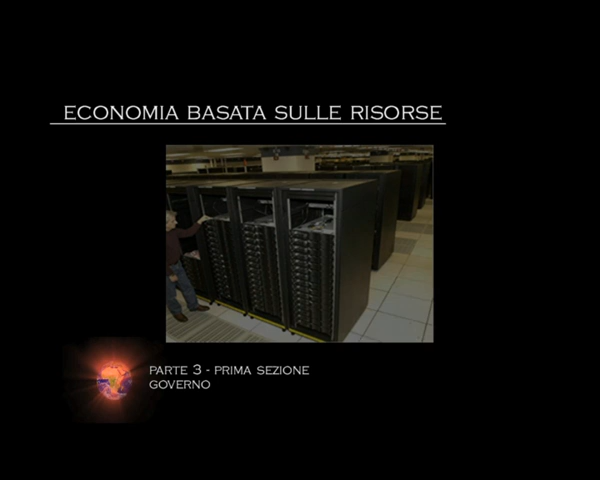 ECONOMIA BASATA SULLE RISORSE
PARTE 3 - PRIMA SEZIONE
GOVERNO